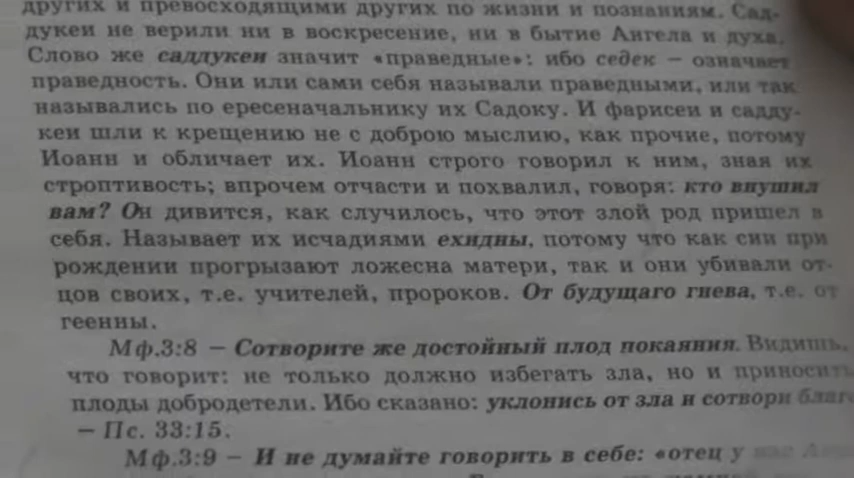 других и превосходящими других по жизни и познаниям. Сад-
дукеи не верили ни в воскресение, ни в бытие Ангела и духа.
Слово же саддукеи значит «праведные»: ибо седек – означает
праведность. Они или сами себя называли праведными, или так
назывались по ересеначальнику их Садоку. И фарисеи и садду-
кеи шли к крещению не с доброю мыслию, как прочие, потому
Иоанн и обличает их. Иоанн строго говорил к ним, зная их
строптивость; впрочем отчасти и похвалил, говоря: кто внушил
вам? Он дивится, как случилось, что этот злой род пришел в
себя. Называет их исчадиями ехидны, потому что как сии при
рождении прогрызают ложесна матери, так и они убивали от-
цов своих, т.е. учителей, пророков. От будущаго гнева, т.е. от
геенны.
Мф.3:8 – Сотворите же достойный плод покаяния. Видишь,
что говорит: не только должно избегать зла, но и приносить
плоды добродетели. Ибо сказано: уклонись от зла и сотвори благо
– Пс. 33:15.
Мф.3:9 – И не думайте говорить в себе: «отец у нас